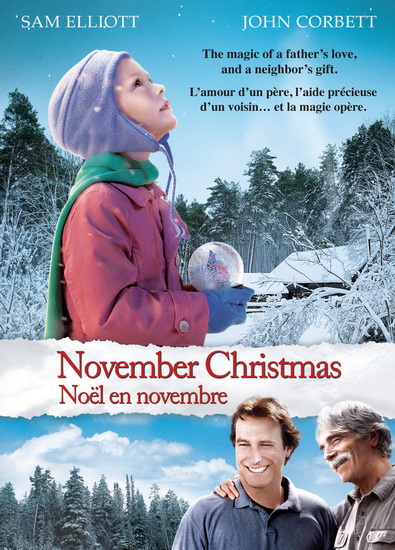 SAM ELLIOTT JOHN CORBETT
The magic of a father's love,
and a neighbor's gift.
L'amour d'un père, l'aide précieuse
d'un voisin... et la magie opère.
November Christmas
Noël en novembre